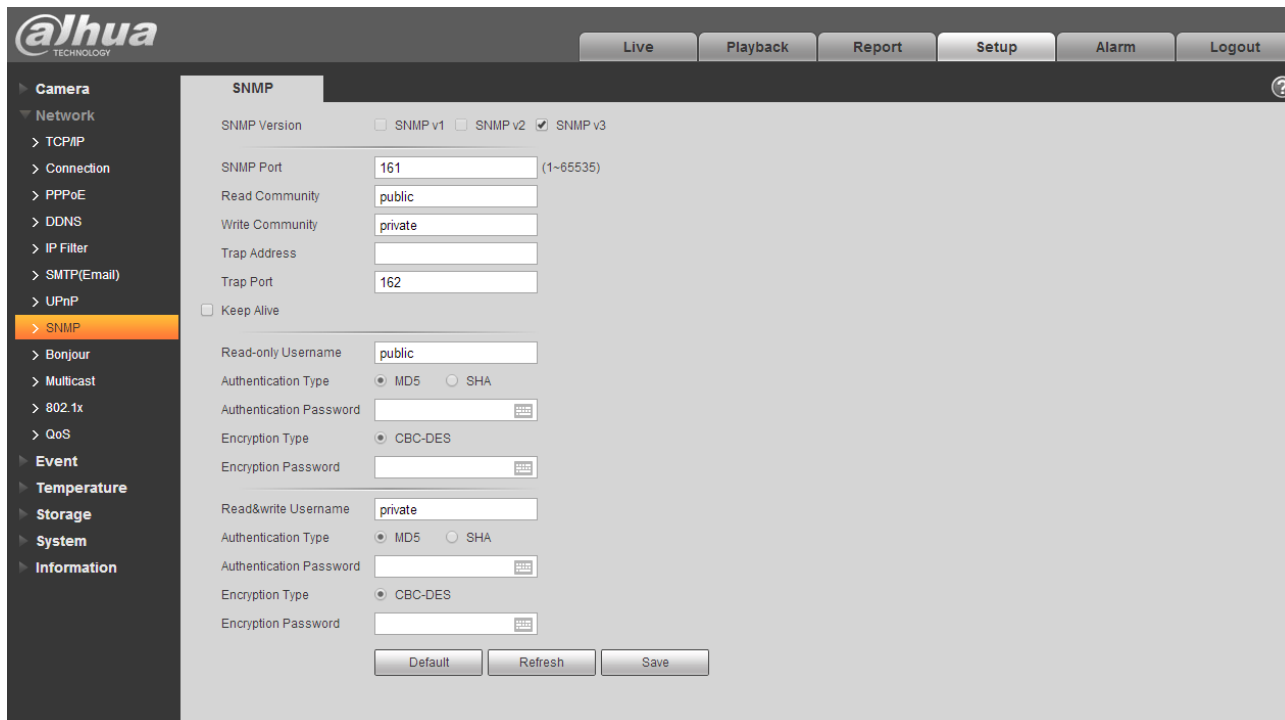 alhua
TECHNOLOGY
Live Playback Report Setup Alarm Logout
Camera
Network
TCP/IP
Connection
PPPoE
DDNS
IP Filter
SMTP(Email)
UPnP
SNMP
Bonjour
Multicast
802.1x
QoS
Event
Temperature
Storage
System
Information
SNMP
?
SNMP Version SNMP v1 SNMP v2 SNMP v3
SNMP Port 161 (1~65535)
Read Community public
Write Community private
Trap Address
Trap Port 162
Keep Alive
Read-only Username public
Authentication Type MD5 SHA
Authentication Password
Encryption Type CBC-DES
Encryption Password
Read&write Username private
Authentication Type MD5 SHA
Authentication Password
Encryption Type CBC-DES
Encryption Password
Default Refresh Save